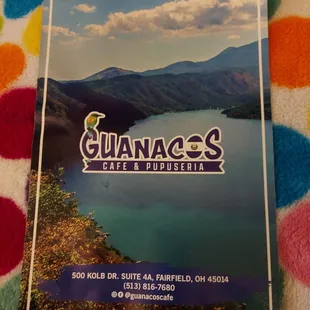 GUANACOS
CAFE & PUPUSERIA
500 KOLB DR. SUITE 4A, FAIRFIELD, OH 45014
(513) 816-7680
@guanacoscafe